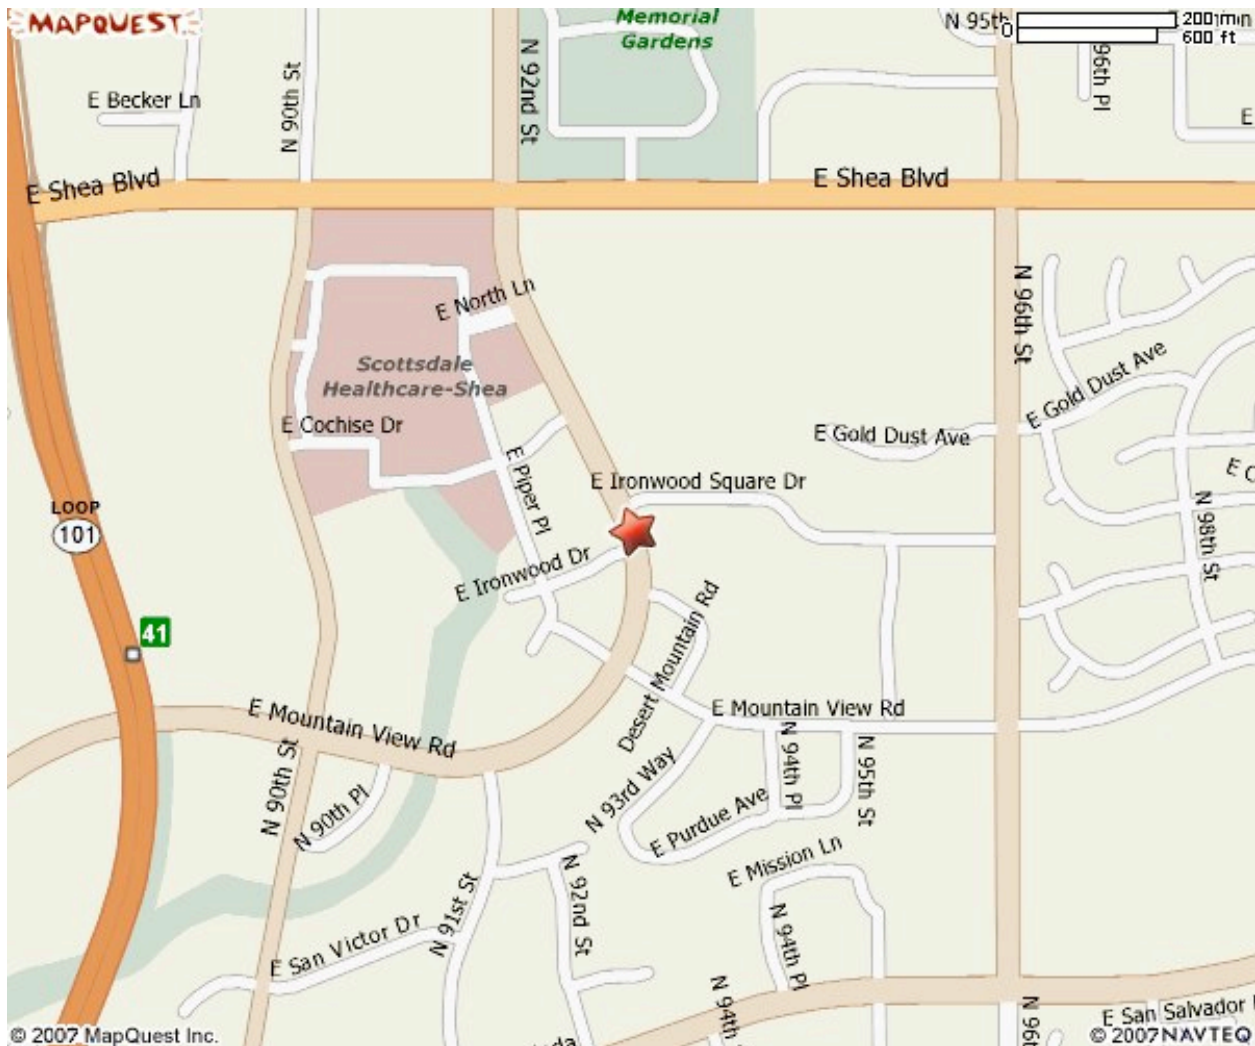 MAPQUEST
Memorial
Gardens
N 95th
0
200 m
600 ft
E Becker Ln
N 90th St
N 92nd St
96th Pl
E
E Shea Blvd
E Shea Blvd
E North Ln
N 96th St
Scottsdale
Healthcare-Shea
E Gold Dust Ave
E Cochise Dr
E Gold Dust Ave
E Piper Pl
E Ironwood Square Dr
LOOP
101
N 98th St
E Ironwood Dr
41
Desert Mountain Rd
E Mountain View Rd
E Mountain View Rd
N 90th St
N 94th Pl
N 95th St
N 90th Pl
N 93rd Way
E Purdue Ave
E Mission Ln
N 91st St
N 92nd St
E San Victor Dr
N 94th Pl
N 94th
N 96t
E San Salvador
© 2007 MapQuest Inc.
© 2007 NAVTEQ